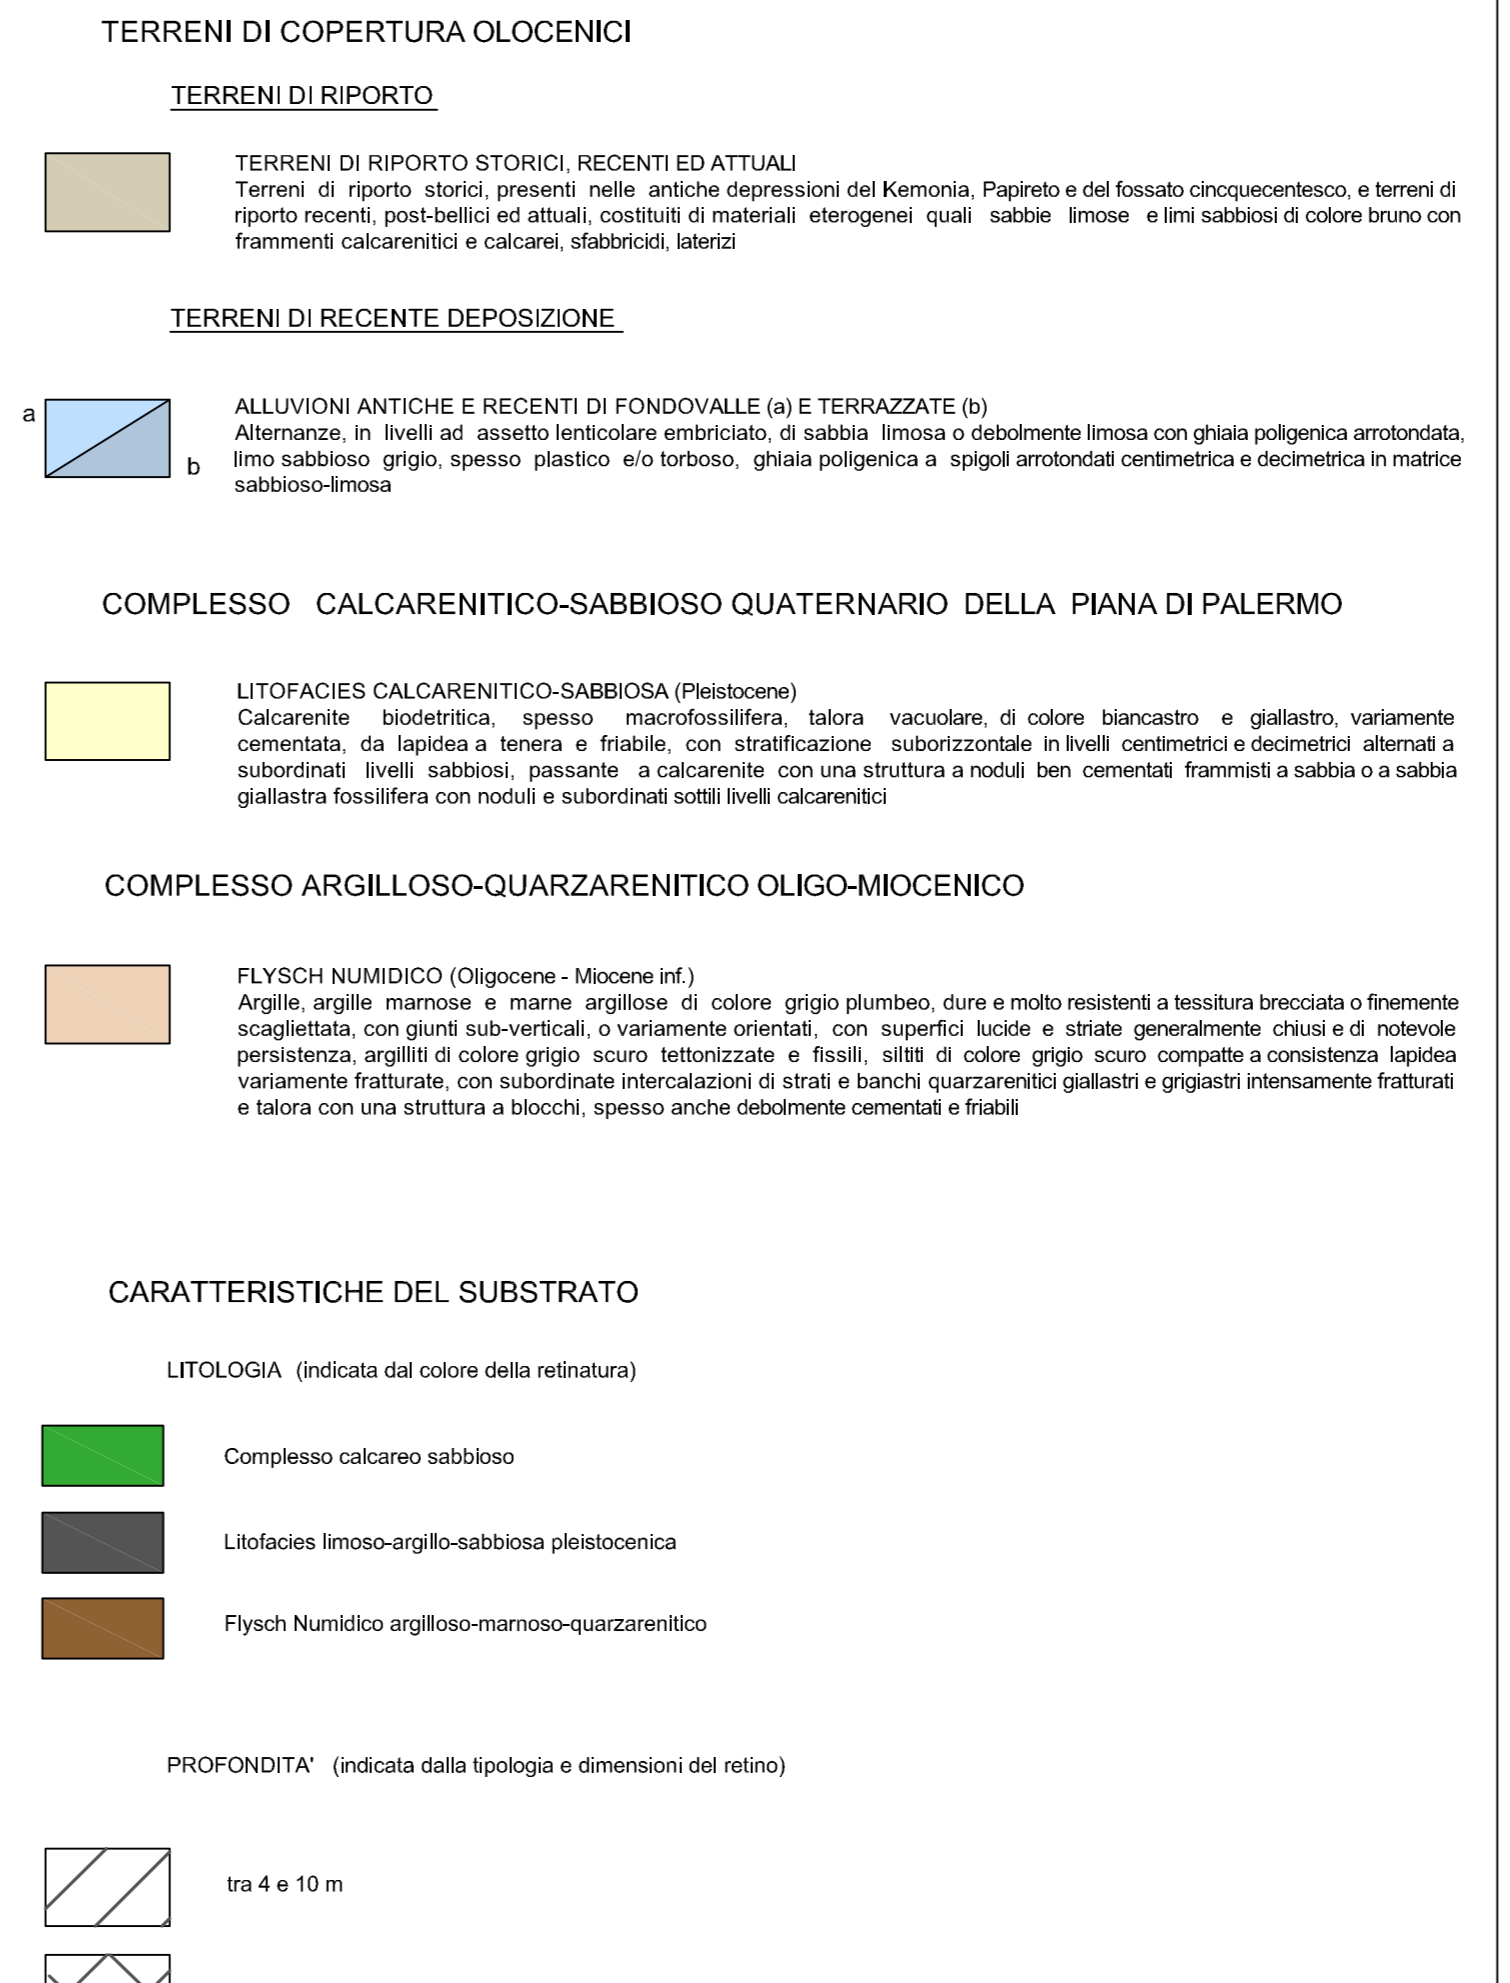 TERRENI DI COPERTURA OLOCENICI
TERRENI DI RIPORTO
TERRENI DI RIPORTO STORICI, RECENTI ED ATTUALI
Terreni di riporto storici, presenti nelle antiche depressioni del Kemonia, Papireto e del fossato cincquecentesco, e terreni di
riporto recenti, post-bellici ed attuali, costituiti di materiali eterogenei quali sabbie limose e limi sabbiosi di colore bruno con
frammenti calcarenitici e calcarei, sfabbricidi, laterizi
TERRENI DI RECENTE DEPOSIZIONE
a
b
ALLUVIONI ANTICHE E RECENTI DI FONDOVALLE (a) E TERRAZZATE (b)
Alternanze, in livelli ad assetto lenticolare embriciato, di sabbia limosa o debolmente limosa con ghiaia poligenica arrotondata,
limo sabbioso grigio, spesso plastico e/o torboso, ghiaia poligenica a spigoli arrotondati centimetrica e decimetrica in matrice
sabbioso-limosa
COMPLESSO CALCARENITICO-SABBIOSO QUATERNARIO DELLA PIANA DI PALERMO
LITOFACIES CALCARENITICO-SABBIOSA (Pleistocene)
Calcarenite biodetritica, spesso macrofossilifera, talora vacuolare, di colore biancastro e giallastro, variamente
cementata, da lapidea a tenera e friabile, con stratificazione suborizzontale in livelli centimetrici e decimetrici alternati a
subordinati livelli sabbiosi, passante a calcarenite con una struttura a noduli ben cementati frammisti a sabbia o a sabbia
giallastra fossilifera con noduli e subordinati sottili livelli calcarenitici
COMPLESSO ARGILLOSO-QUARZARENITICO OLIGO-MIOCENICO
FLYSCH NUMIDICO (Oligocene - Miocene inf.)
Argille, argille marnose e marne argillose di colore grigio plumbeo, dure e molto resistenti a tessitura brecciata o finemente
scagliettata, con giunti sub-verticali, o variamente orientati, con superfici lucide e striate generalmente chiusi e di notevole
persistenza, argilliti di colore grigio scuro tettonizzate e fissili, siltiti di colore grigio scuro compatte a consistenza lapidea
variamente fratturate, con subordinate intercalazioni di strati e banchi quarzarenitici giallastri e grigiastri intensamente fratturati
e talora con una struttura a blocchi, spesso anche debolmente cementati e friabili
CARATTERISTICHE DEL SUBSTRATO
LITOLOGIA (indicata dal colore della retinatura)
Complesso calcareo sabbioso
Litofacies limoso-argillo-sabbiosa pleistocenica
Flysch Numidico argilloso-marnoso-quarzarenitico
PROFONDITA' (indicata dalla tipologia e dimensioni del retino)
tra 4 e 10 m